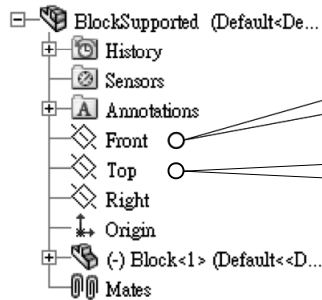 BlockSupported (Default<De...
History
Sensors
A Annotations
Front
Top
Right
Origin
(-) Block<1> (Default<<D...
Mates